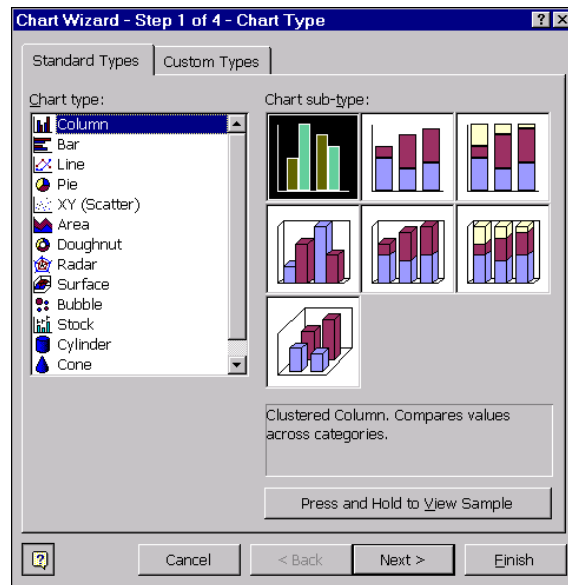 Chart Wizard - Step 1 of 4 - Chart Type
Standard Types
Custom Types
Chart type:
Column
Bar
Line
Pie
XY (Scatter)
Area
Doughnut
Radar
Surface
Bubble
Stock
Cylinder
Cone
Chart sub-type:
Clustered Column. Compares values
across categories.
Press and Hold to View Sample
Cancel
< Back
Next >
Finish